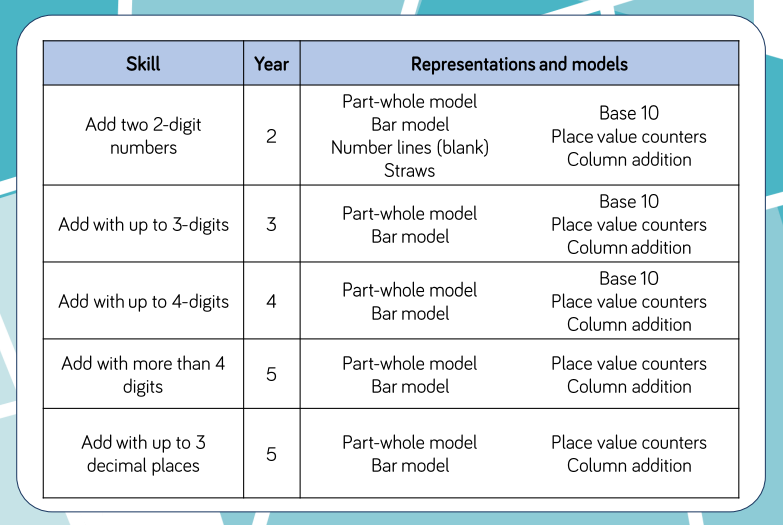 Skill Year Representations and models
Add two 2-digit
numbers
2
Part-whole model
Bar model
Number lines (blank)
Straws
Base 10
Place value counters
Column addition
Add with up to 3-digits
3
Part-whole model
Bar model
Base 10
Place value counters
Column addition
Add with up to 4-digits
4
Part-whole model
Bar model
Base 10
Place value counters
Column addition
Add with more than 4
digits
5
Part-whole model
Bar model
Place value counters
Column addition
Add with up to 3
decimal places
5
Part-whole model
Bar model
Place value counters
Column addition